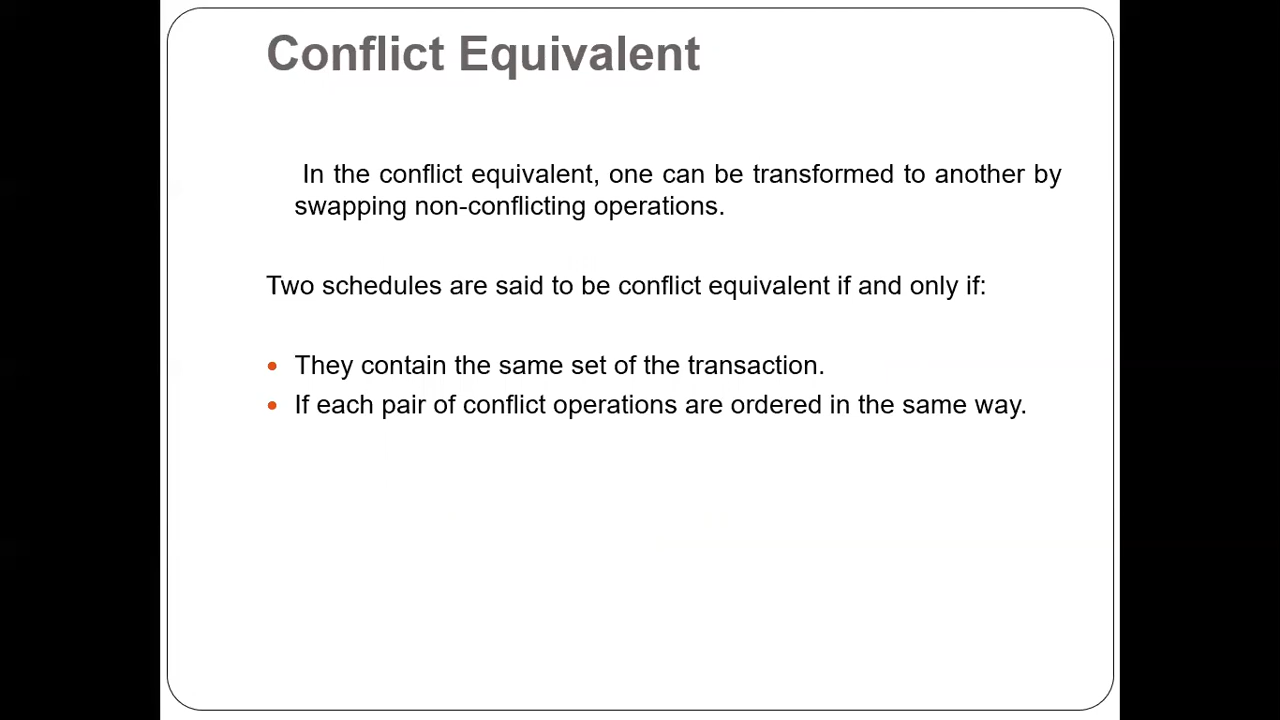 Conflict Equivalent
In the conflict equivalent, one can be transformed to another by
swapping non-conflicting operations.
Two schedules are said to be conflict equivalent if and only if:
• They contain the same set of the transaction.
• If each pair of conflict operations are ordered in the same way.